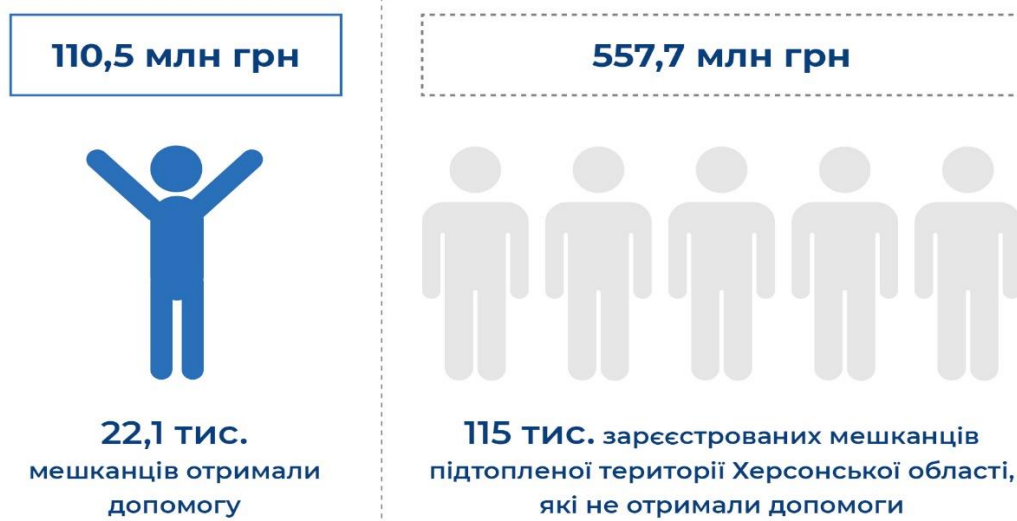 110,5 млн грн
557,7 млн грн
22,1 тис.
мешканців отримали
допомогу
115 тис. зареєстрованих мешканців
підтопленої території Херсонської області,
які не отримали допомоги